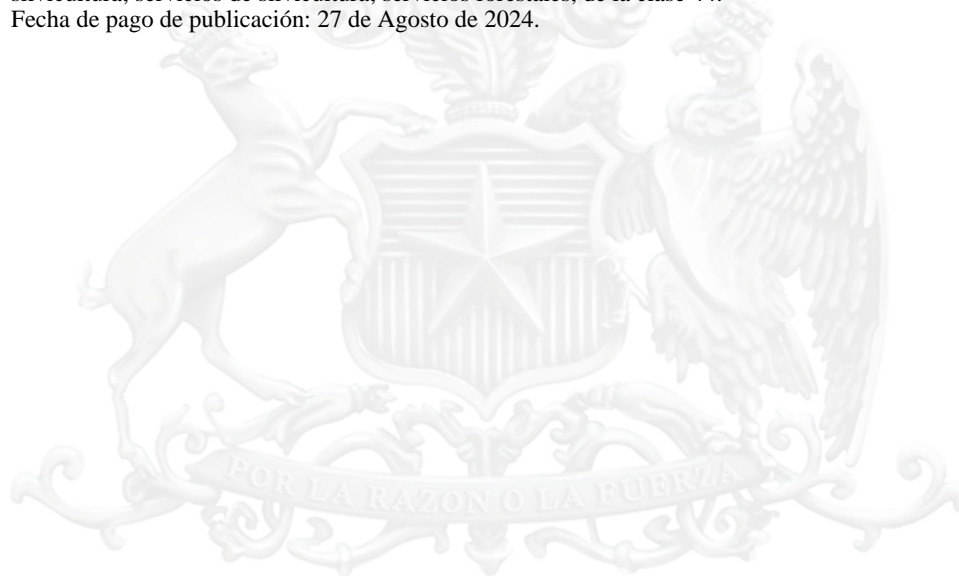 silvicultura, servicios de silvicultura, servicios forestales, de la clase 44.
Fecha de pago de publicación: 27 de Agosto de 2024.
POR LA RAZON O LA FUERZA